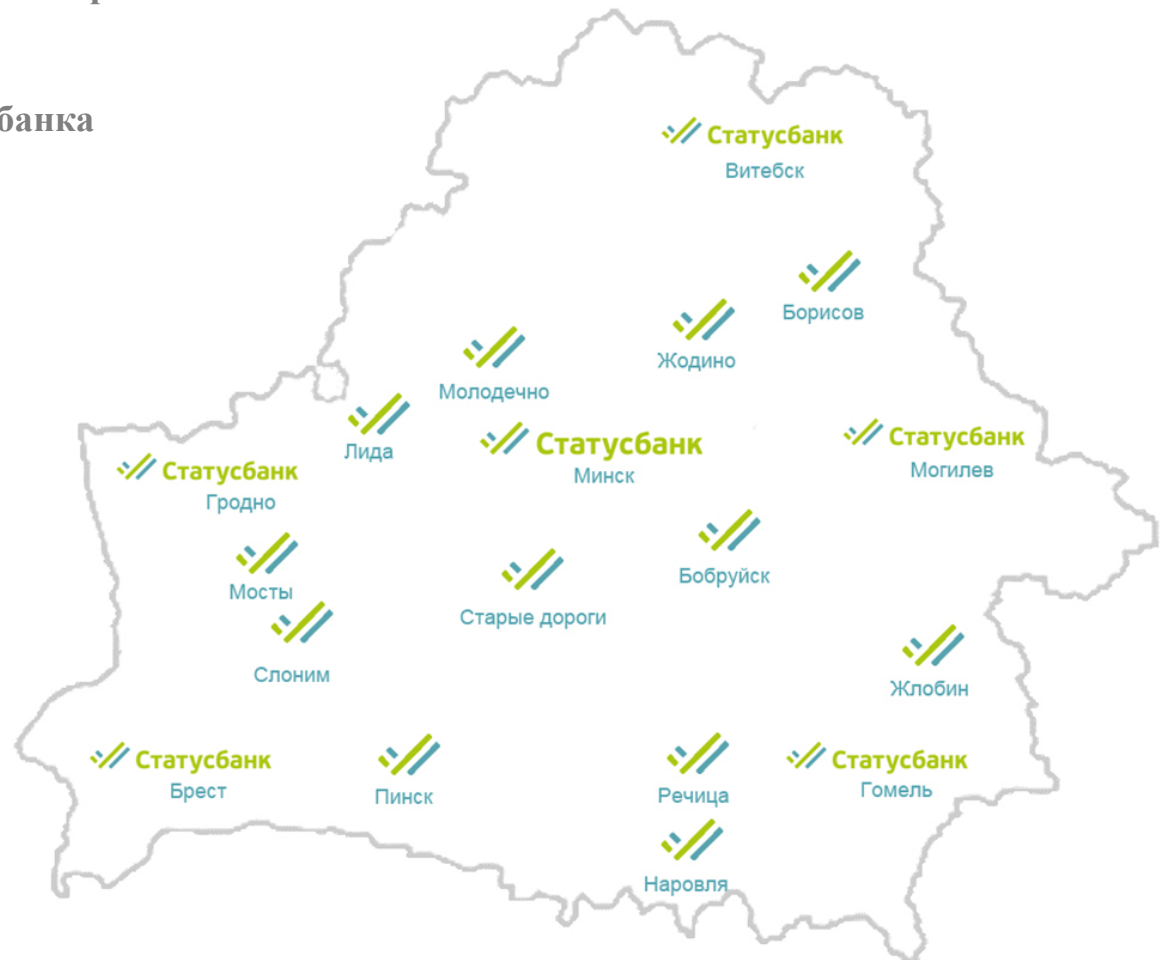 банка
Статусбанк
Витебск
Борисов
Жодино
Молодечно
Лида
Статусбанк
Минск
Статусбанк
Могилев
Статусбанк
Гродно
Мосты
Старые дороги
Бобруйск
Слоним
Жлобин
Статусбанк
Брест
Пинск
Речица
Статусбанк
Гомель
Наровля